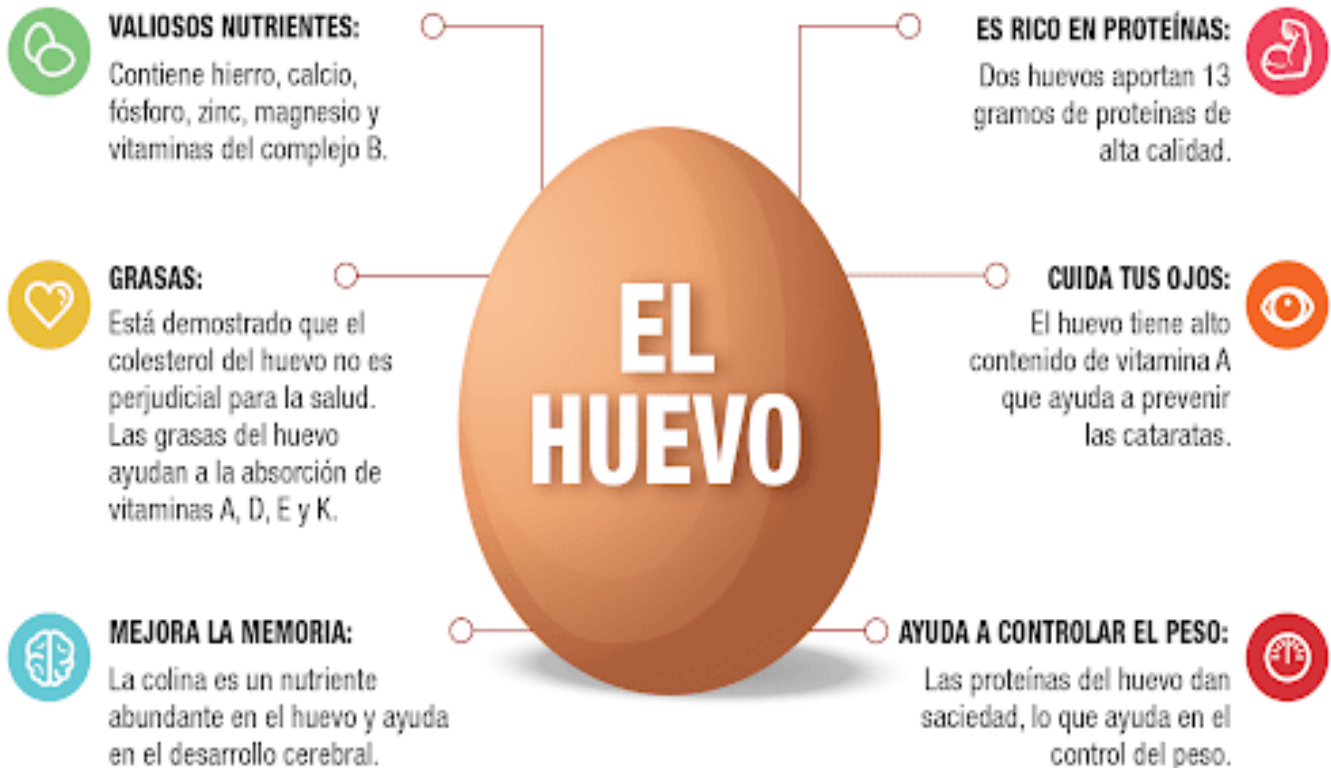 VALIOSOS NUTRIENTES:
Contiene hierro, calcio,
fósforo, zinc, magnesio y
vitaminas del complejo B.
ES RICO EN PROTEÍNAS:
Dos huevos aportan 13
gramos de proteínas de
alta calidad.
GRASAS:
Está demostrado que el
colesterol del huevo no es
perjudicial para la salud.
Las grasas del huevo
ayudan a la absorción de
vitaminas A, D, E y K.
EL
HUEVO
CUIDA TUS OJOS:
El huevo tiene alto
contenido de vitamina A
que ayuda a prevenir
las cataratas.
MEJORA LA MEMORIA:
La colina es un nutriente
abundante en el huevo y ayuda
en el desarrollo cerebral.
AYUDA A CONTROLAR EL PESO:
Las proteínas del huevo dan
saciedad, lo que ayuda en el
control del peso.